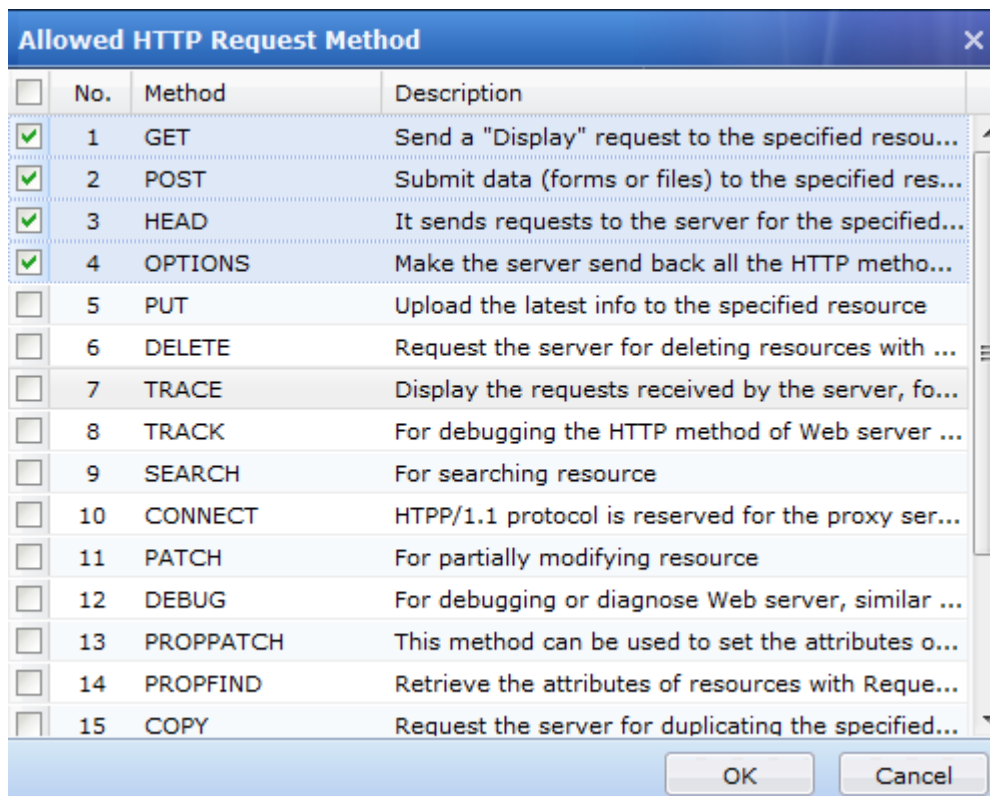 Allowed HTTP Request Method
No. Method Description
1 GET Send a "Display" request to the specified resou...
2 POST Submit data (forms or files) to the specified res...
3 HEAD It sends requests to the server for the specified...
4 OPTIONS Make the server send back all the HTTP metho...
5 PUT Upload the latest info to the specified resource
6 DELETE Request the server for deleting resources with ...
7 TRACE Display the requests received by the server, fo...
8 TRACK For debugging the HTTP method of Web server ...
9 SEARCH For searching resource
10 CONNECT HTPP/1.1 protocol is reserved for the proxy ser...
11 PATCH For partially modifying resource
12 DEBUG For debugging or diagnose Web server, similar ...
13 PROPPATCH This method can be used to set the attributes o...
14 PROPFIND Retrieve the attributes of resources with Reque...
15 COPY Request the server for duplicating the specified...
OK Cancel